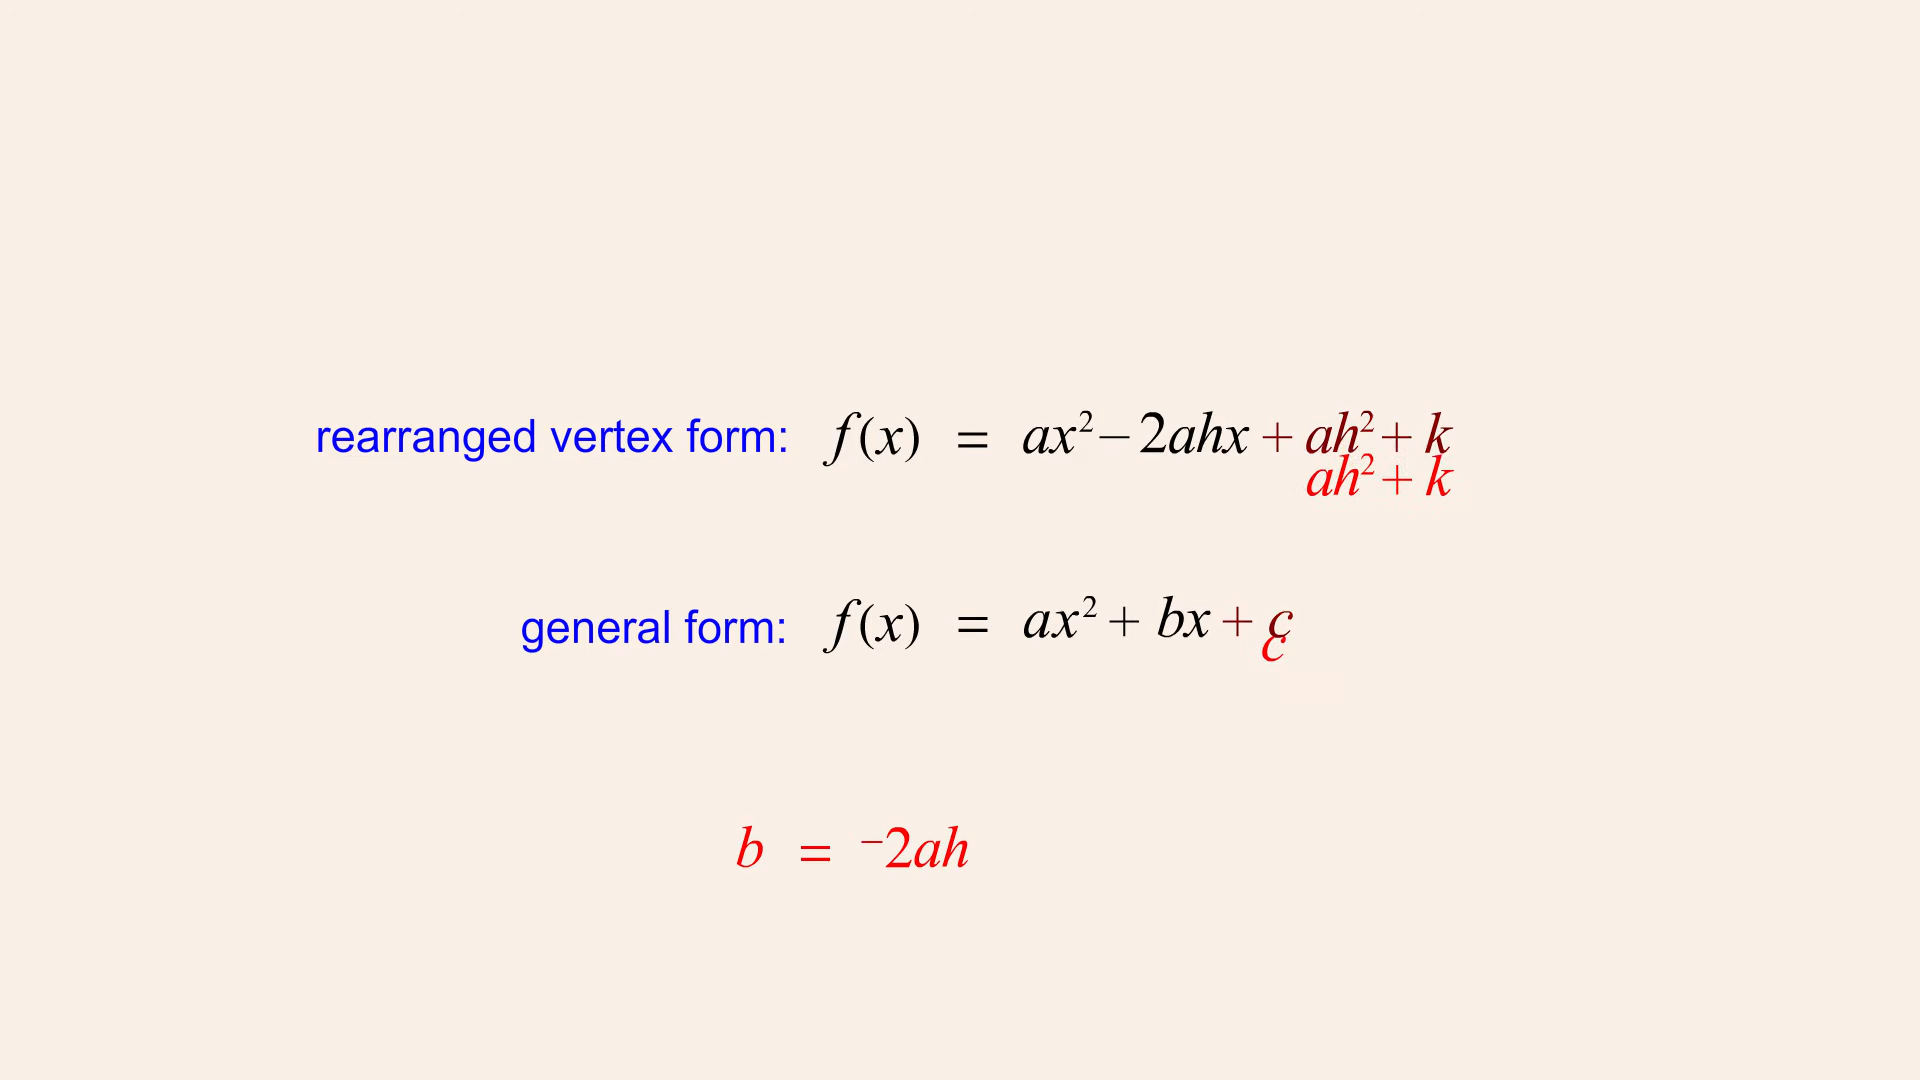 rearranged vertex form: f(x) = ax² − 2ahx + ah² + k
ah² + k
general form: f(x) = ax² + bx + c
c
b = ⁻2ah